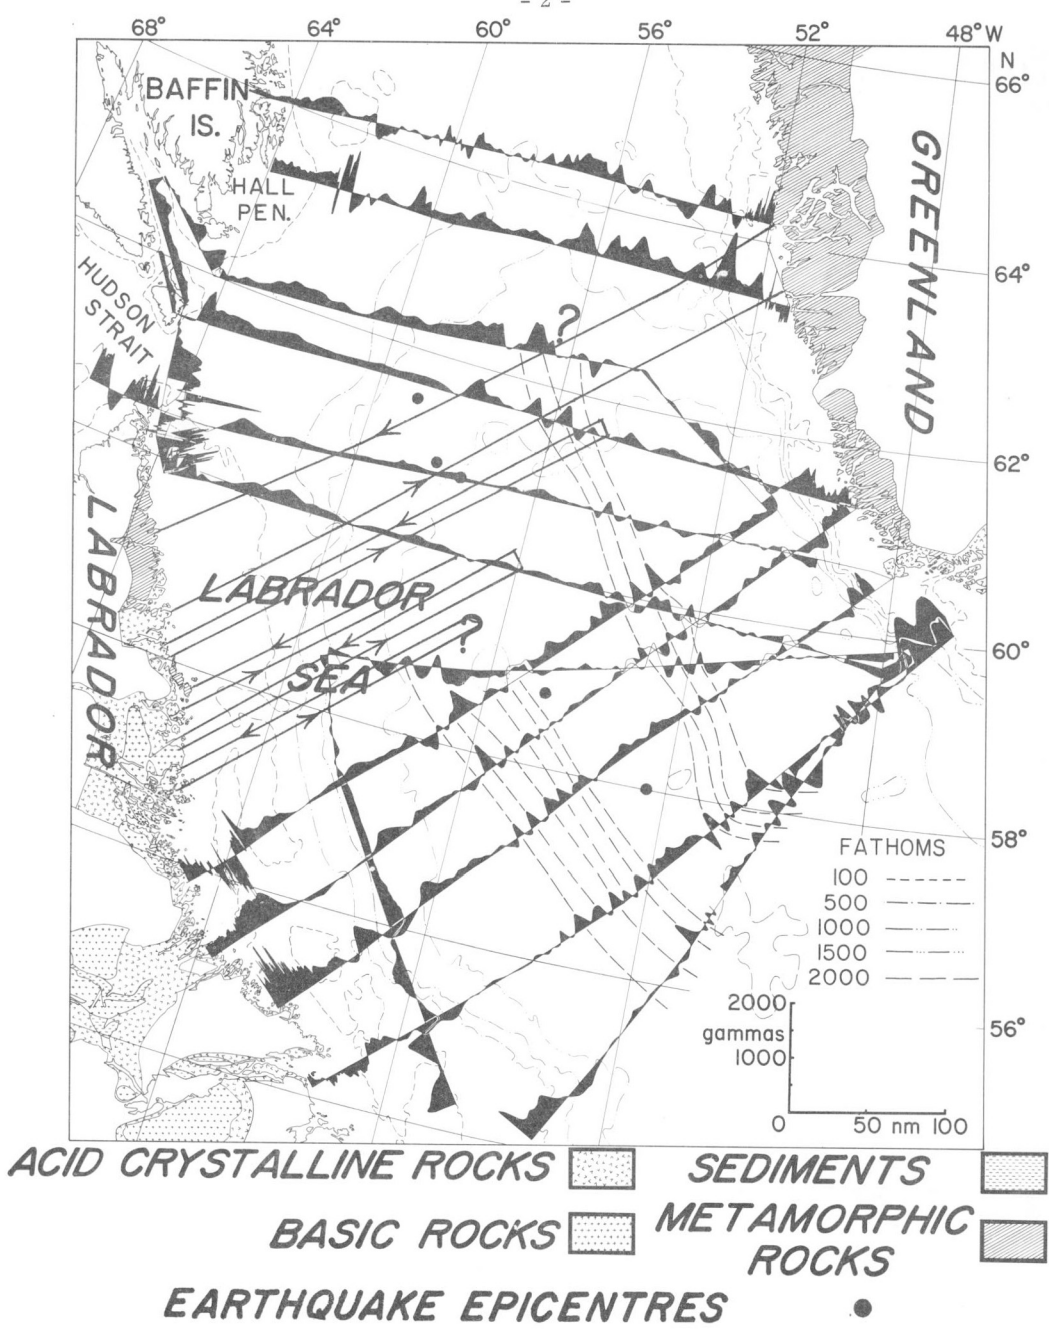 - 2 -
68° 64° 60° 56° 52° 48° W
N
66°
64°
62°
60°
58°
56°
BAFFIN
IS.
HALL
PEN.
HUDSON
STRAIT
GREENLAND
?
LABRADOR
LABRADOR
SEA
?
FATHOMS
100
500
1000
1500
2000
2000
gammas
1000
0 50 nm 100
ACID CRYSTALLINE ROCKS
SEDIMENTS
BASIC ROCKS
METAMORPHIC
ROCKS
EARTHQUAKE EPICENTRES